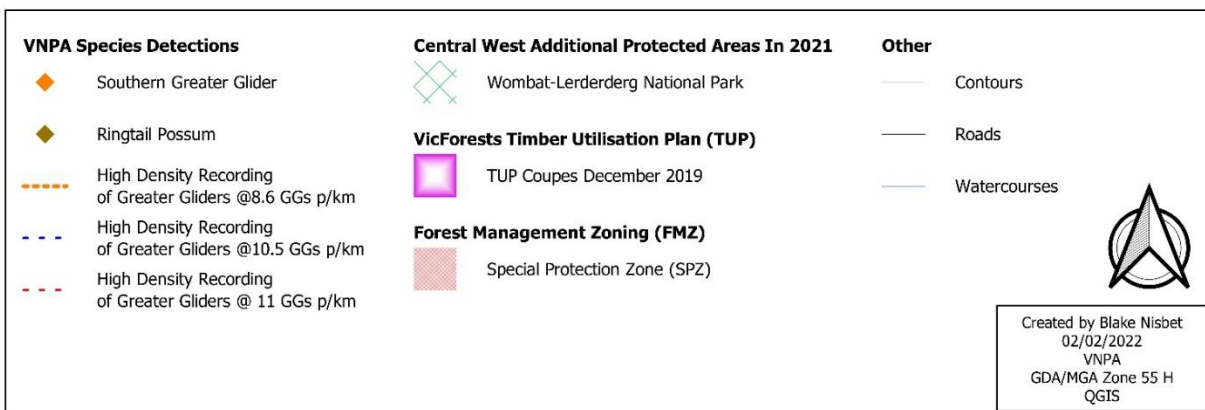 VNPA Species Detections
Southern Greater Glider
Ringtail Possum
High Density Recording
of Greater Gliders @8.6 GGs p/km
High Density Recording
of Greater Gliders @10.5 GGs p/km
High Density Recording
of Greater Gliders @ 11 GGs p/km
Central West Additional Protected Areas In 2021
Wombat-Lerderderg National Park
VicForests Timber Utilisation Plan (TUP)
TUP Coupes December 2019
Forest Management Zoning (FMZ)
Special Protection Zone (SPZ)
Other
Contours
Roads
Watercourses
Created by Blake Nisbet
02/02/2022
VNPA
GDA/MGA Zone 55 H
QGIS